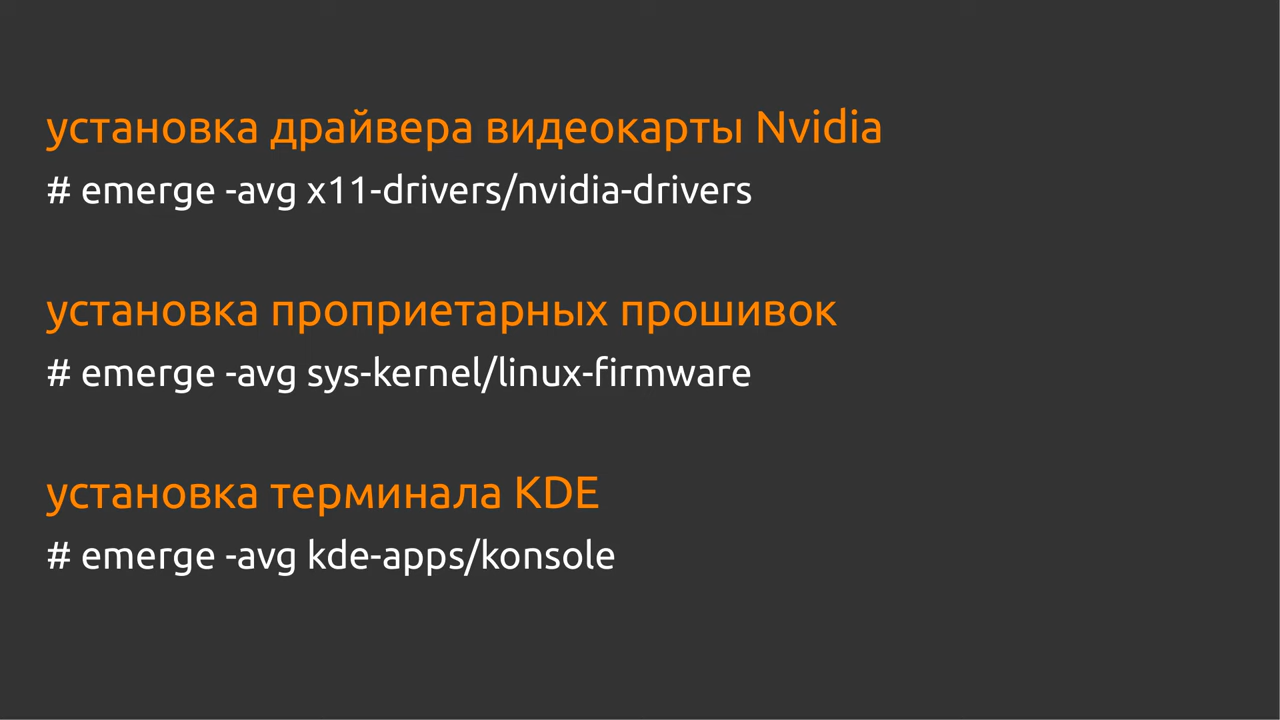 установка драйвера видеокарты Nvidia
# emerge -avg x11-drivers/nvidia-drivers
установка проприетарных прошивок
# emerge -avg sys-kernel/linux-firmware
установка терминала KDE
# emerge -avg kde-apps/konsole